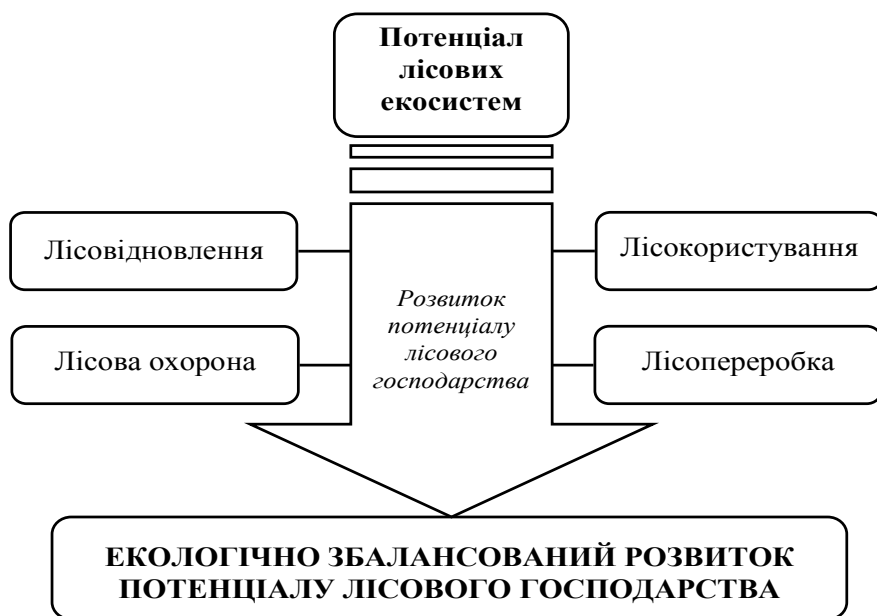 Потенціал
лісових
екосистем
Лісовідновлення
Лісокористування
Розвиток
потенціалу
лісового
господарства
Лісова охорона
Лісопереробка
ЕКОЛОГІЧНО ЗБАЛАНСОВАНИЙ РОЗВИТОК
ПОТЕНЦІАЛУ ЛІСОВОГО ГОСПОДАРСТВА